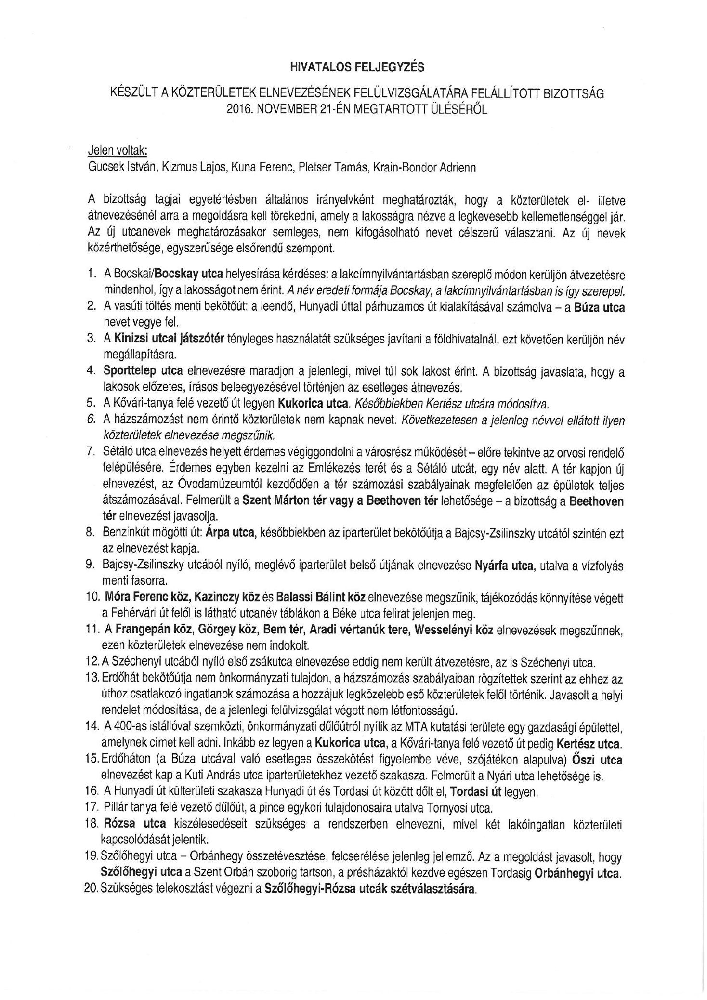 HIVATALOS FELJEGYZÉS
KÉSZÜLT A KÖZTERÜLETEK ELNEVEZÉSÉNEK FELÜLVIZSGÁLATÁRA FELÁLLÍTOTT BIZOTTSÁG
2016. NOVEMBER 21-ÉN MEGTARTOTT ÜLÉSÉRŐL
Jelen voltak:
Gucsek István, Kizmus Lajos, Kuna Ferenc, Pletser Tamás, Krain-Bondor Adrienn
A bizottság tagjai egyetértésben általános irányelvként meghatározták, hogy a közterületek el- illetve
átnevezésénél arra a megoldásra kell törekedni, amely a lakosságra nézve a legkevesebb kellemetlenséggel jár.
Az új utcanevek meghatározásakor semleges, nem kifogásolható nevet célszerű választani. Az új nevek
közérthetősége, egyszerűsége elsőrendű szempont.
1. A Bocskai/Bocskay utca helyesírása kérdéses: a lakcímnyilvántartásban szereplő módon kerüljön átvezetésre
mindenhol, így a lakosságot nem érint. A név eredeti formája Bocskay, a lakcímnyilvántartásban is így szerepel.
2. A vasúti töltés menti bekötőút: a leendő, Hunyadi úttal párhuzamos út kialakításával számolva – a Búza utca
nevet vegye fel.
3. A Kinizsi utcai játszótér tényleges használatát szükséges javítani a földhivatalnál, ezt követően kerüljön név
megállapításra.
4. Sporttelep utca elnevezésre maradjon a jelenlegi, mivel túl sok lakost érint. A bizottság javaslata, hogy a
lakosok előzetes, írásos beleegyezésével történjen az esetleges átnevezés.
5. A Kővári-tanya felé vezető út legyen Kukorica utca. Későbbiekben Kertész utcára módosítva.
6. A házszámozást nem érintő közterületek nem kapnak nevet. Következetesen a jelenleg névvel ellátott ilyen
közterületek elnevezése megszűnik.
7. Sétáló utca elnevezés helyett érdemes végiggondolni a városrész működését – előre tekintve az orvosi rendelő
felépülésére. Érdemes egyben kezelni az Emlékezés terét és a Sétáló utcát, egy név alatt. A tér kapjon új
elnevezést, az Óvodamúzeumtól kezdődően a tér számozási szabályainak megfelelően az épületek teljes
átszámozásával. Felmerült a Szent Márton tér vagy a Beethoven tér lehetősége – a bizottság a Beethoven
tér elnevezést javasolja.
8. Benzinkút mögötti út: Árpa utca, későbbiekben az iparterület bekötőútja a Bajcsy-Zsilinszky utcától szintén ezt
az elnevezést kapja.
9. Bajcsy-Zsilinszky utcából nyíló, meglévő iparterület belső útjának elnevezése Nyárfa utca, utalva a vízfolyás
menti fasorra.
10. Móra Ferenc köz, Kazinczy köz és Balassi Bálint köz elnevezése megszűnik, tájékozódás könnyítése végett
a Fehérvári út felől is látható utcanév táblákon a Béke utca felirat jelenjen meg.
11. A Frangepán köz, Görgey köz, Bem tér, Aradi vértanúk tere, Wesselényi köz elnevezések megszűnnek,
ezen közterületek elnevezése nem indokolt.
12. A Széchenyi utcából nyíló első zsákutca elnevezése eddig nem került átvezetésre, az is Széchenyi utca.
13. Erdőhát bekötőútja nem önkormányzati tulajdon, a házszámozás szabályaiban rögzítettek szerint az ehhez az
úthoz csatlakozó ingatlanok számozása a hozzájuk legközelebb eső közterületek felől történik. Javasolt a helyi
rendelet módosítása, de a jelenlegi felülvizsgálat végett nem létfontosságú.
14. A 400-as istállóval szemközti, önkormányzati dűlőútról nyílik az MTA kutatási területe egy gazdasági épülettel,
amelynek címet kell adni. Inkább ez legyen a Kukorica utca, a Kővári-tanya felé vezető út pedig Kertész utca.
15. Erdőháton (a Búza utcával való esetleges összekötést figyelembe véve, szójátékon alapulva) Őszi utca
elnevezést kap a Kuti András utca iparterületekhez vezető szakasza. Felmerült a Nyári utca lehetősége is.
16. A Hunyadi út külterületi szakasza Hunyadi út és Tordasi út között dőlt el, Tordasi út legyen.
17. Pillár tanya felé vezető dűlőút, a pince egykori tulajdonosaira utalva Tornyosi utca.
18. Rózsa utca kiszélesedéseit szükséges a rendszerben elnevezni, mivel két lakóingatlan közterületi
kapcsolódását jelentik.
19. Szőlőhegyi utca – Orbánhegy összetévesztése, felcserélése jelenleg jellemző. Az a megoldást javasolt, hogy
Szőlőhegyi utca a Szent Orbán szoborig tartson, a présházaktól kezdve egészen Tordasig Orbánhegyi utca.
20. Szükséges telekosztást végezni a Szőlőhegyi-Rózsa utcák szétválasztására.